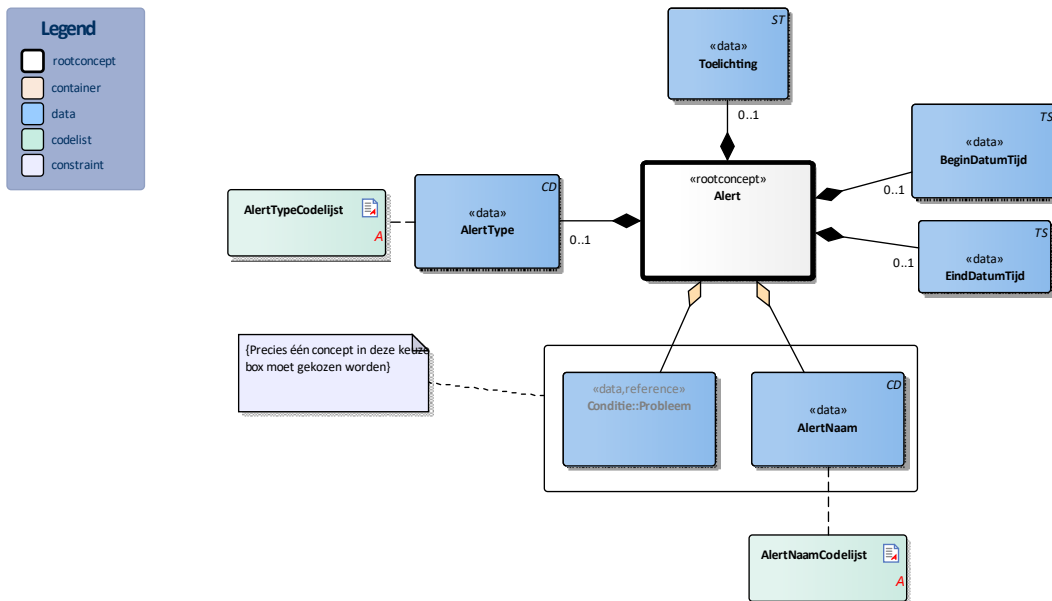 Legend
rootconcept
container
data
codelist
constraint
ST
«data»
Toelichting
0..1
TS
«data»
BeginDatumTijd
0..1
«rootconcept»
Alert
CD
«data»
AlertType
0..1
AlertTypeCodelijst
A
TS
«data»
EindDatumTijd
0..1
{Precies één concept in deze keuze
box moet gekozen worden}
«data,reference»
Conditie::Probleem
CD
«data»
AlertNaam
AlertNaamCodelijst
A